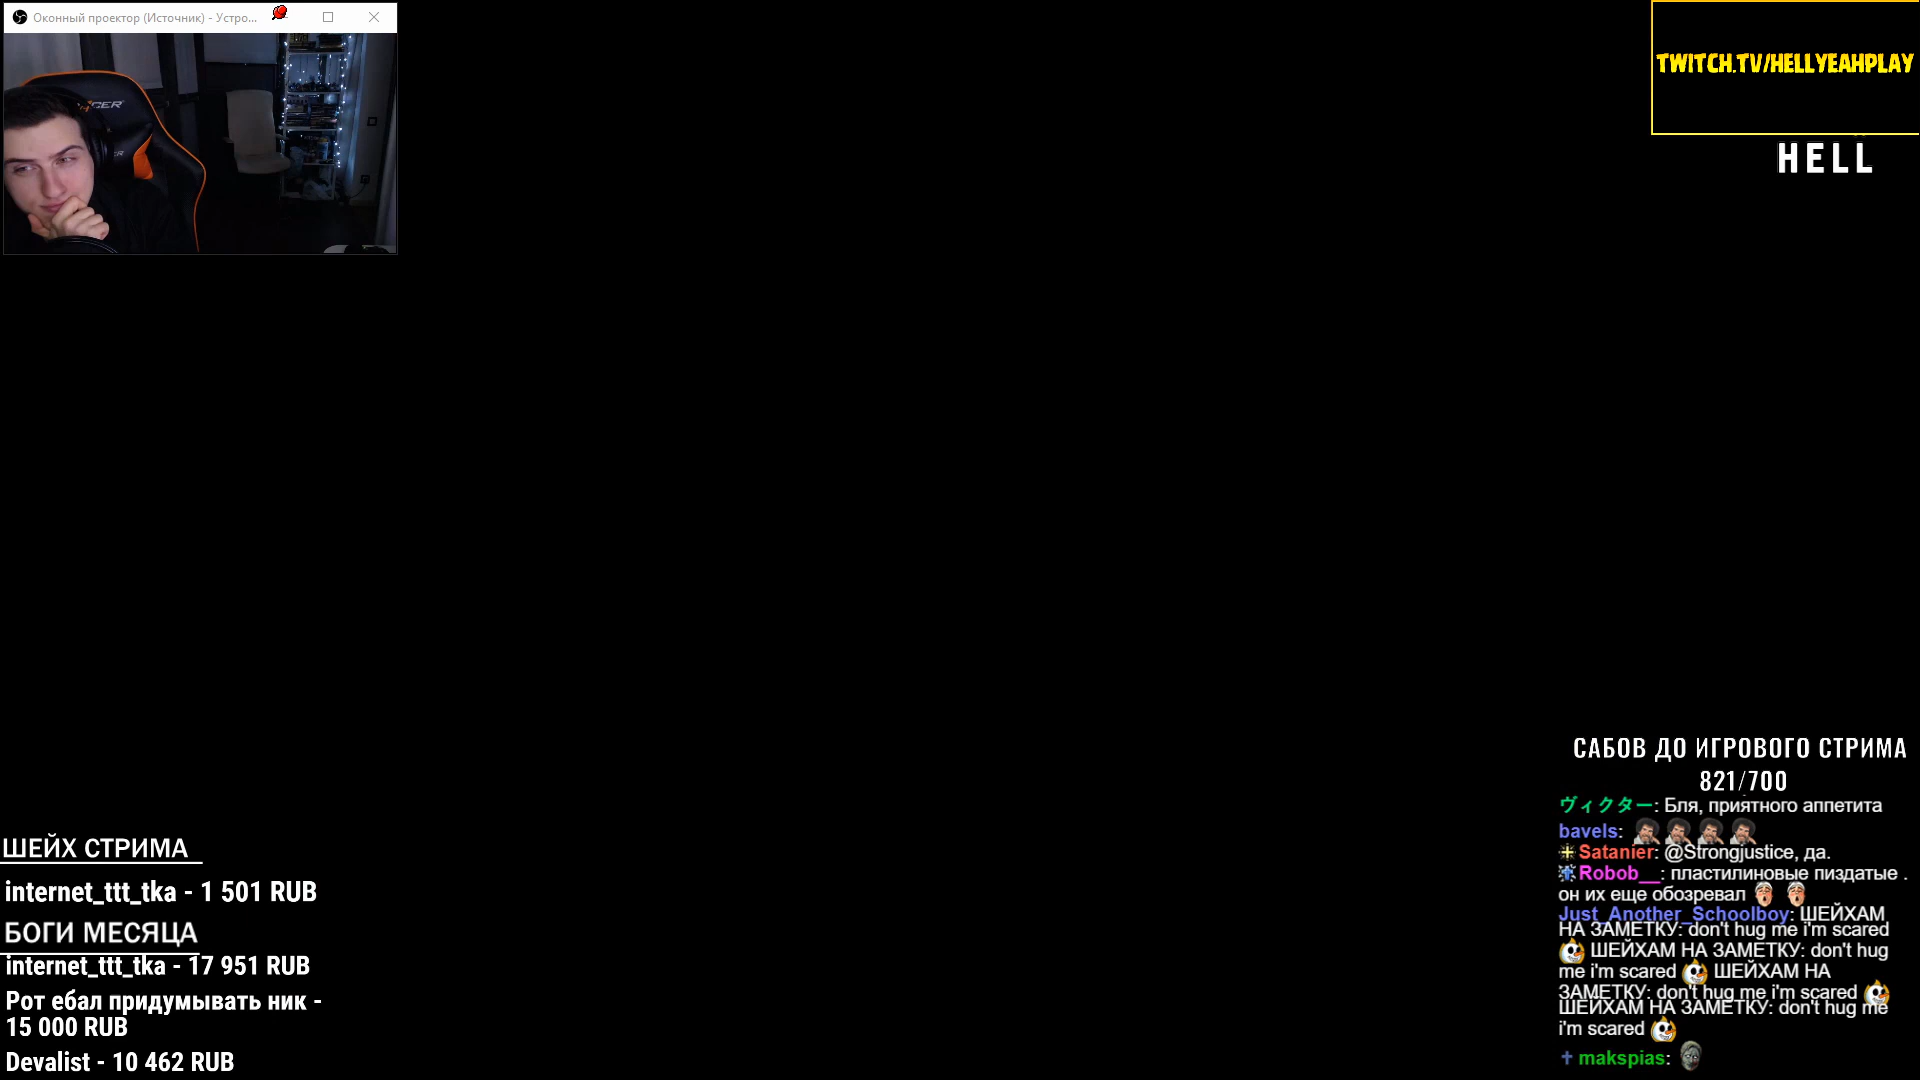 Оконный проектор (Источник) - Устро...
TWITCH.TV/HELLYEAHPLAY
HELL
САБОВ ДО ИГРОВОГО СТРИМА
821/700
ヴィクター: Бля, приятного аппетита
bavels:
Satanier: @Strongjustice, да.
Robob__: пластилиновые пиздатые .
он их еще обозревал
Just_Another_Schoolboy: ШЕЙХАМ
НА ЗАМЕТКУ: don't hug me i'm scared
ШЕЙХАМ НА ЗАМЕТКУ: don't hug
me i'm scared ШЕЙХАМ НА
ЗАМЕТКУ: don't hug me i'm scared
ШЕЙХАМ НА ЗАМЕТКУ: don't hug me
i'm scared
makspias:
ШЕЙХ СТРИМА
internet_ttt_tka - 1 501 RUB
БОГИ МЕСЯЦА
internet_ttt_tka - 17 951 RUB
Рот ебал придумывать ник -
15 000 RUB
Devalist - 10 462 RUB